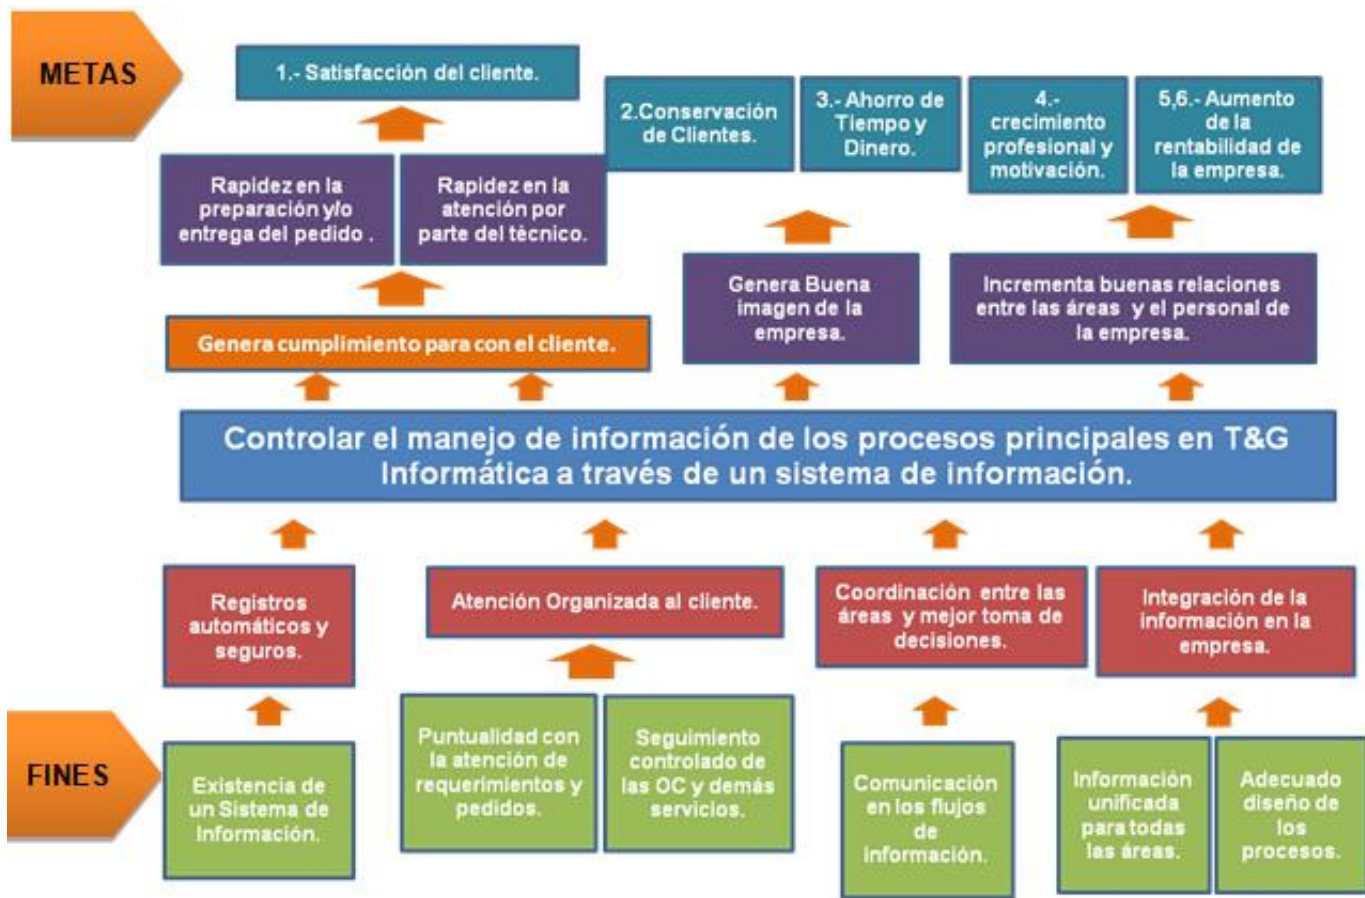 METAS
1.- Satisfacción del cliente.
2.Conservación
de Clientes.
3.- Ahorro de
Tiempo y
Dinero.
4.-
crecimiento
profesional y
motivación.
5,6.- Aumento
de la
rentabilidad de
la empresa.
Rapidez en la
preparación y/o
entrega del pedido .
Rapidez en la
atención por
parte del técnico.
Genera Buena
imagen de la
empresa.
Incrementa buenas relaciones
entre las áreas y el personal de
la empresa.
Genera cumplimiento para con el cliente.
Controlar el manejo de información de los procesos principales en T&G
Informática a través de un sistema de información.
Registros
automáticos y
seguros.
Atención Organizada al cliente.
Coordinación entre las
áreas y mejor toma de
decisiones.
Integración de la
información en la
empresa.
FINES
Existencia de
un Sistema de
Información.
Puntualidad con
la atención de
requerimientos y
pedidos.
Seguimiento
controlado de
las OC y demás
servicios.
Comunicación
en los flujos
de
información.
Información
unificada
para todas
las áreas.
Adecuado
diseño de
los
procesos.